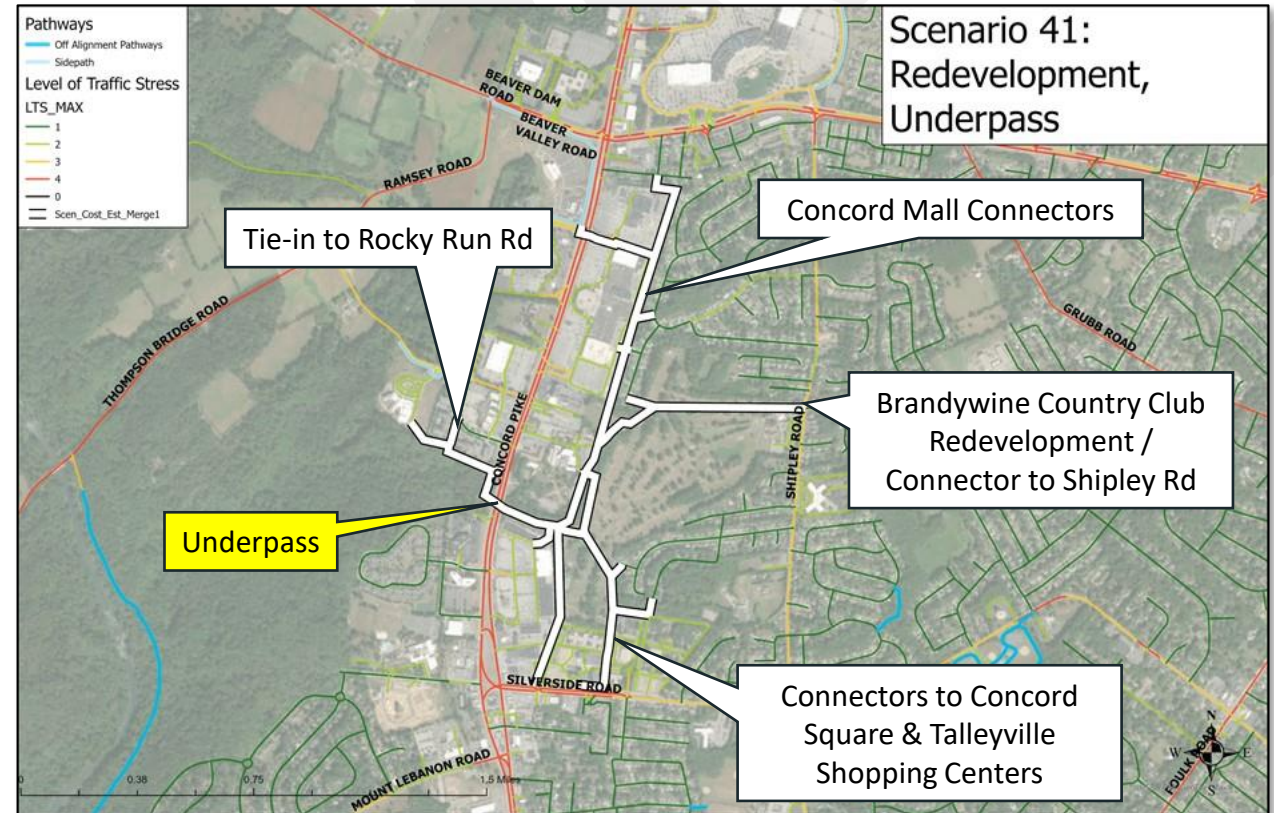 Pathways
Off Alignment Pathways
Sidepath
Level of Traffic Stress
LTS_MAX
1
2
3
4
0
Scen_Cost_Est_Merge1
Scenario 41:
Redevelopment,
Underpass
BEAVER DAM
ROAD
BEAVER
VALLEY ROAD
RAMSEY ROAD
Concord Mall Connectors
Tie-in to Rocky Run Rd
THOMPSON BRIDGE ROAD
GRUBB ROAD
CONCORD PIKE
SHIPLEY ROAD
Brandywine Country Club
Redevelopment /
Connector to Shipley Rd
Underpass
SILVERSIDE ROAD
Connectors to Concord
Square & Talleyville
Shopping Centers
MOUNT LEBANON ROAD
FOULK ROAD
N
W
E
S
0
0.38
0.75
1.5 Miles